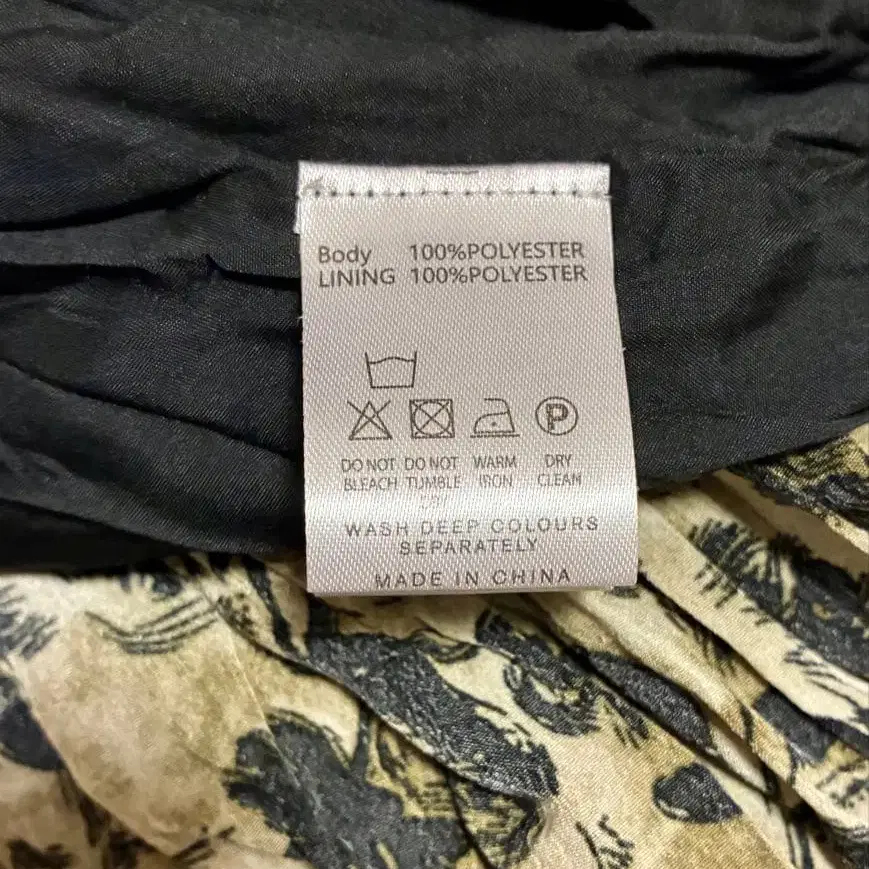 Body 100%POLYESTER
LINING 100%POLYESTER
P
DO NOT DO NOT WARM DRY
BLEACH TUMBLE IRON CLEAN
DRY
WASH DEEP COLOURS
SEPARATELY
MADE IN CHINA